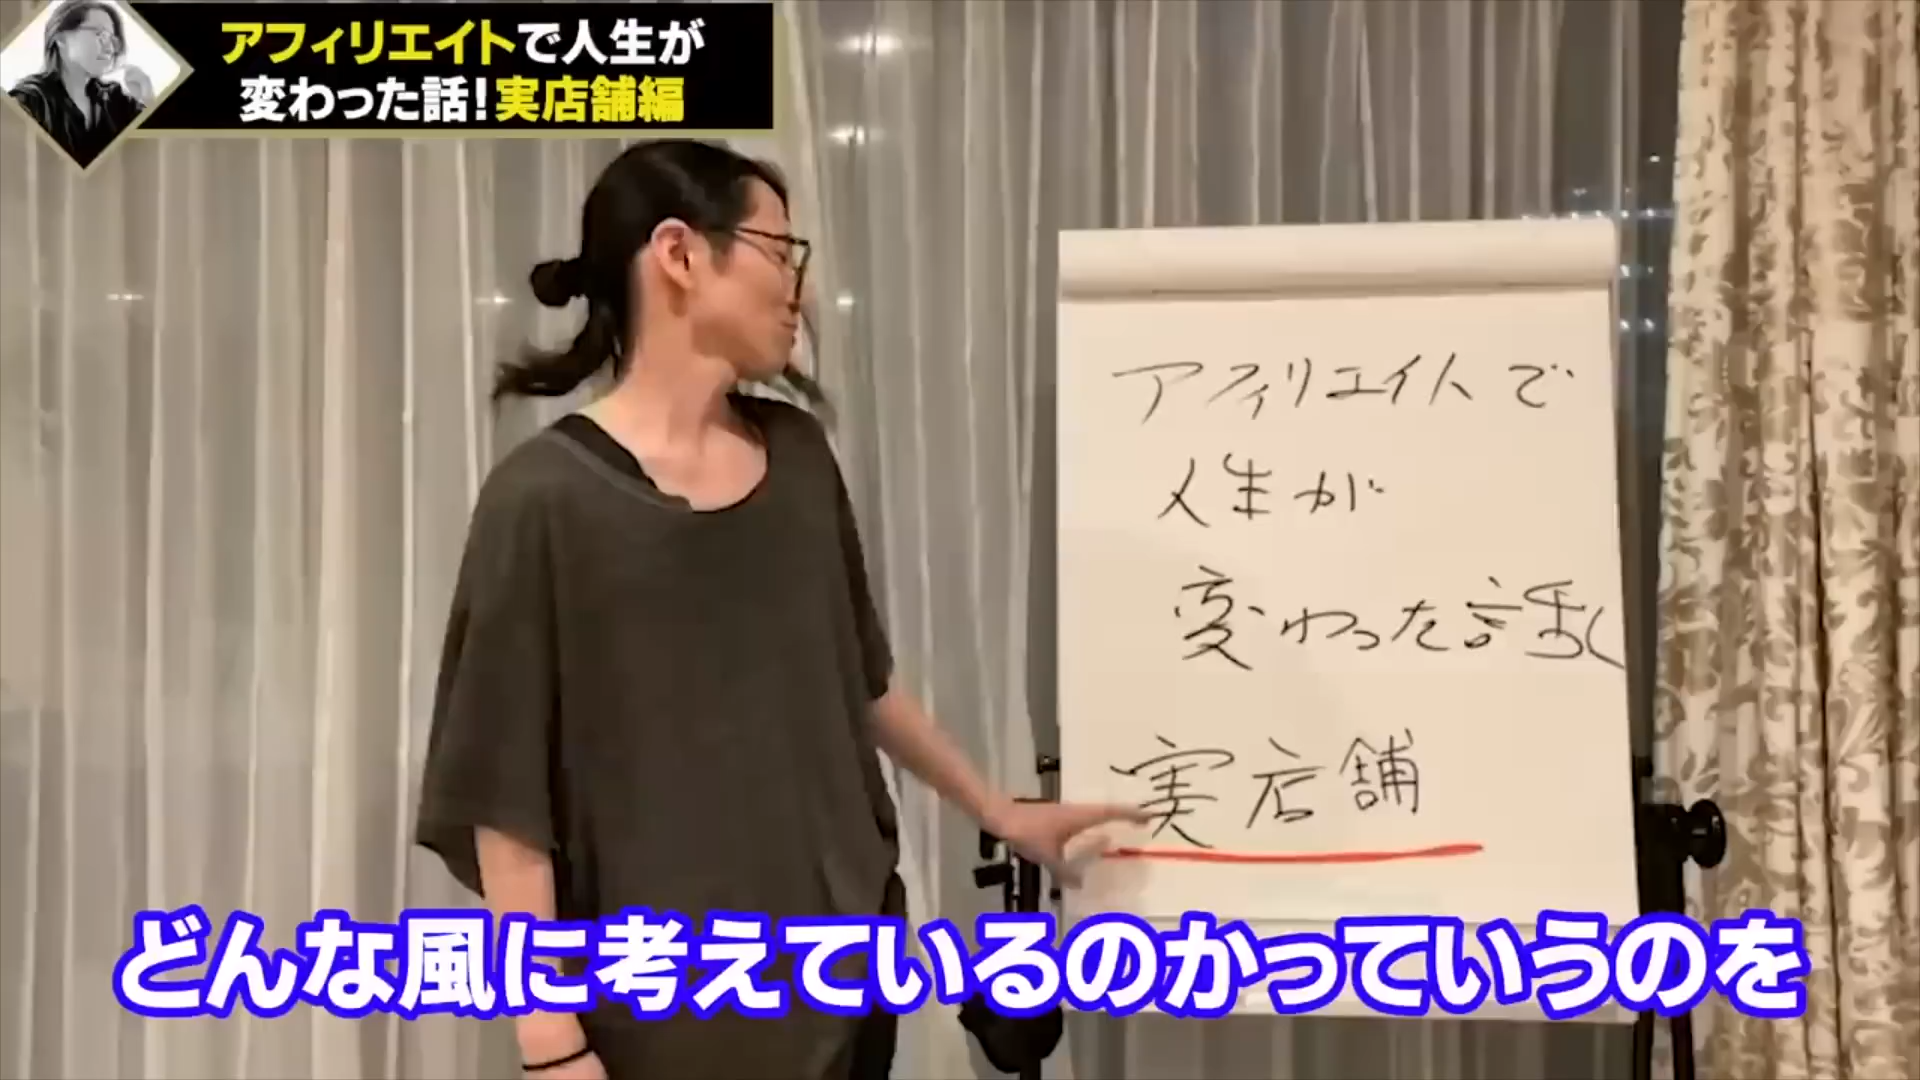 アフィリエイトで人生が
変わった話!実店舗編
アフィリエイトで
人生が
変わった話し
実店舗
どんな風に考えているのかっていうのを